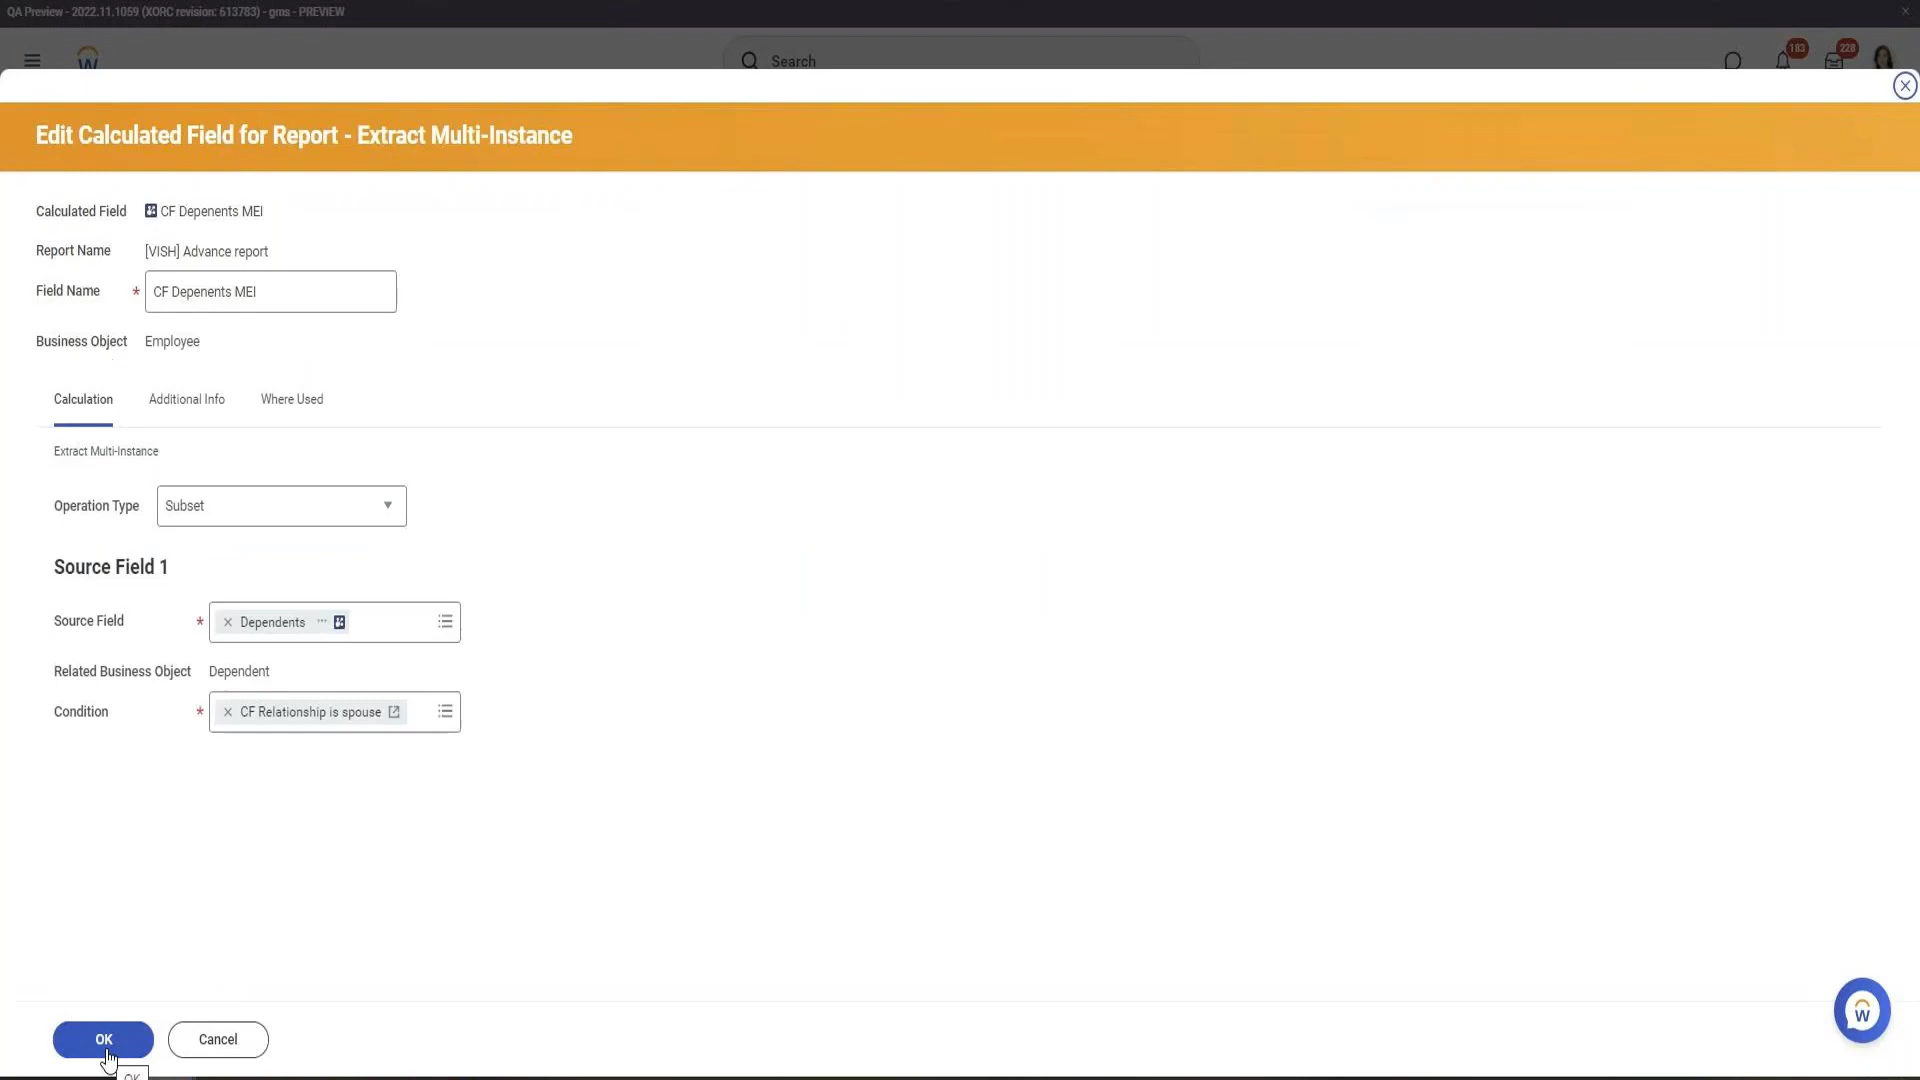 QA Preview - 2022.11.1059 (XORC revision: 613783) - gms - PREVIEW
Search
183
228
Edit Calculated Field for Report - Extract Multi-Instance
Calculated Field CF Depenents MEI
Report Name [VISH] Advance report
Field Name * CF Depenents MEI
Business Object Employee
Calculation Additional Info Where Used
Extract Multi-Instance
Operation Type Subset
Source Field 1
Source Field * Dependents
Related Business Object Dependent
Condition * CF Relationship is spouse
OK Cancel
OK